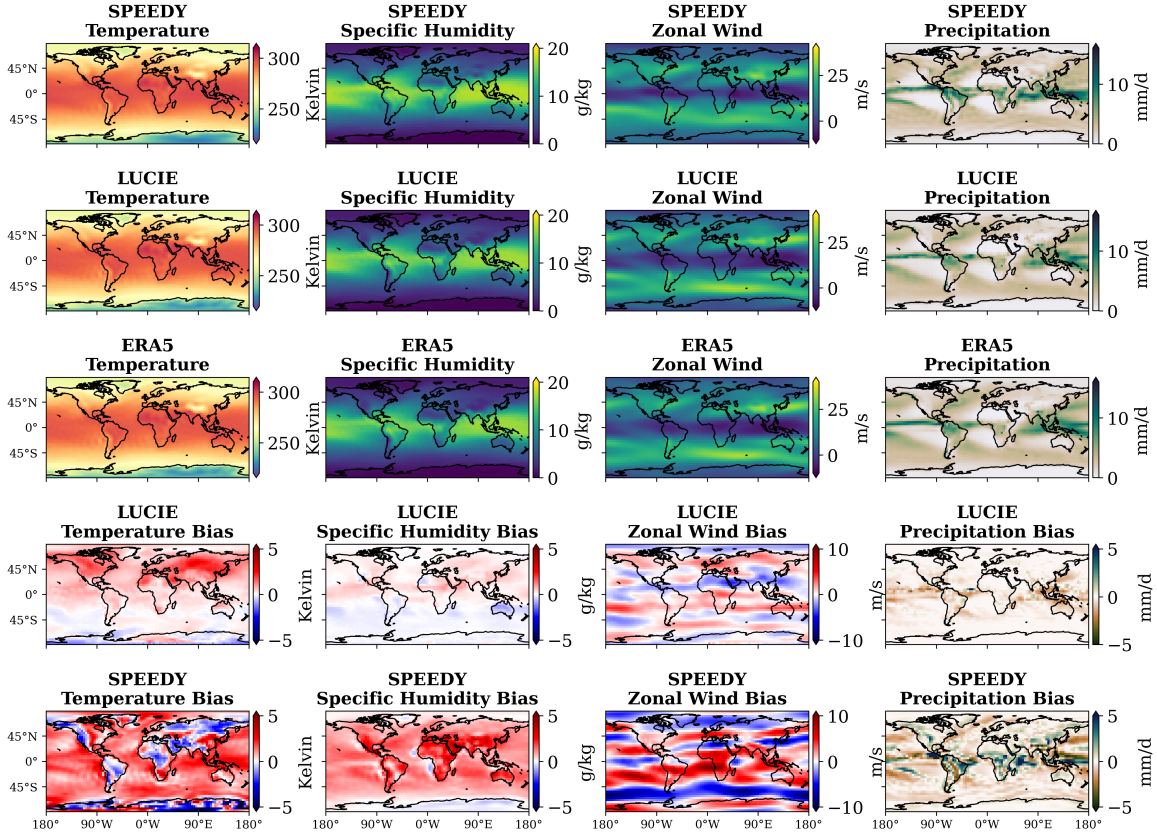 SPEEDY
Temperature
SPEEDY
Specific Humidity
SPEEDY
Zonal Wind
SPEEDY
Precipitation
45°N
0°
45°S
300
250
Kelvin
20
10
0
g/kg
25
0
m/s
10
0
mm/d
LUCIE
Temperature
LUCIE
Specific Humidity
LUCIE
Zonal Wind
LUCIE
Precipitation
45°N
0°
45°S
300
250
Kelvin
20
10
0
g/kg
25
0
m/s
10
0
mm/d
ERA5
Temperature
ERA5
Specific Humidity
ERA5
Zonal Wind
ERA5
Precipitation
45°N
0°
45°S
300
250
Kelvin
20
10
0
g/kg
25
0
m/s
10
0
mm/d
LUCIE
Temperature Bias
LUCIE
Specific Humidity Bias
LUCIE
Zonal Wind Bias
LUCIE
Precipitation Bias
45°N
0°
45°S
5
0
−5
Kelvin
5
0
−5
g/kg
10
0
−10
m/s
5
0
−5
mm/d
SPEEDY
Temperature Bias
SPEEDY
Specific Humidity Bias
SPEEDY
Zonal Wind Bias
SPEEDY
Precipitation Bias
45°N
0°
45°S
5
0
−5
Kelvin
5
0
−5
g/kg
10
0
−10
m/s
5
0
−5
mm/d
180° 90°W 0°W 90°E 180°
180° 90°W 0°W 90°E 180°
180° 90°W 0°W 90°E 180°
180° 90°W 0°W 90°E 180°